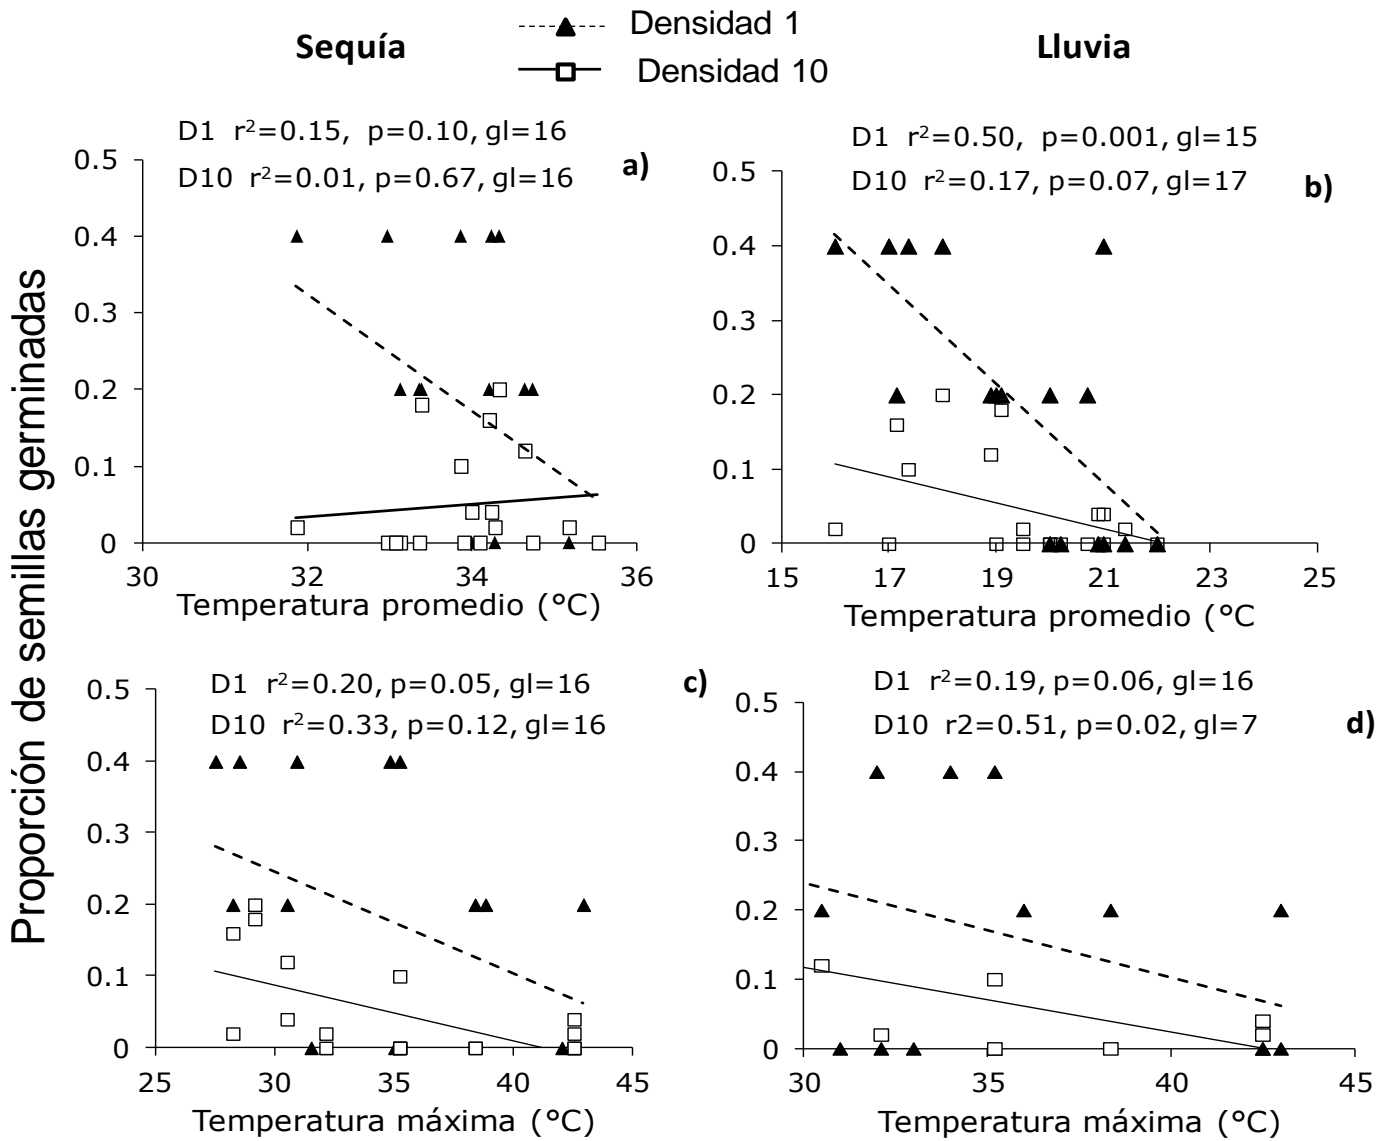 Sequía
Densidad 1
Densidad 10
Lluvia
Proporción de semillas germinadas
D1 r²=0.15, p=0.10, gl=16
D10 r²=0.01, p=0.67, gl=16
a)
0.5
0.4
0.3
0.2
0.1
0
30 32 34 36
Temperatura promedio (°C)
D1 r²=0.50, p=0.001, gl=15
D10 r²=0.17, p=0.07, gl=17
b)
0.5
0.4
0.3
0.2
0.1
0
15 17 19 21 23 25
Temperatura promedio (°C
D1 r²=0.20, p=0.05, gl=16
D10 r²=0.33, p=0.12, gl=16
c)
0.5
0.4
0.3
0.2
0.1
0
25 30 35 40 45
Temperatura máxima (°C)
D1 r²=0.19, p=0.06, gl=16
D10 r2=0.51, p=0.02, gl=7
d)
0.5
0.4
0.3
0.2
0.1
0
30 35 40 45
Temperatura máxima (°C)